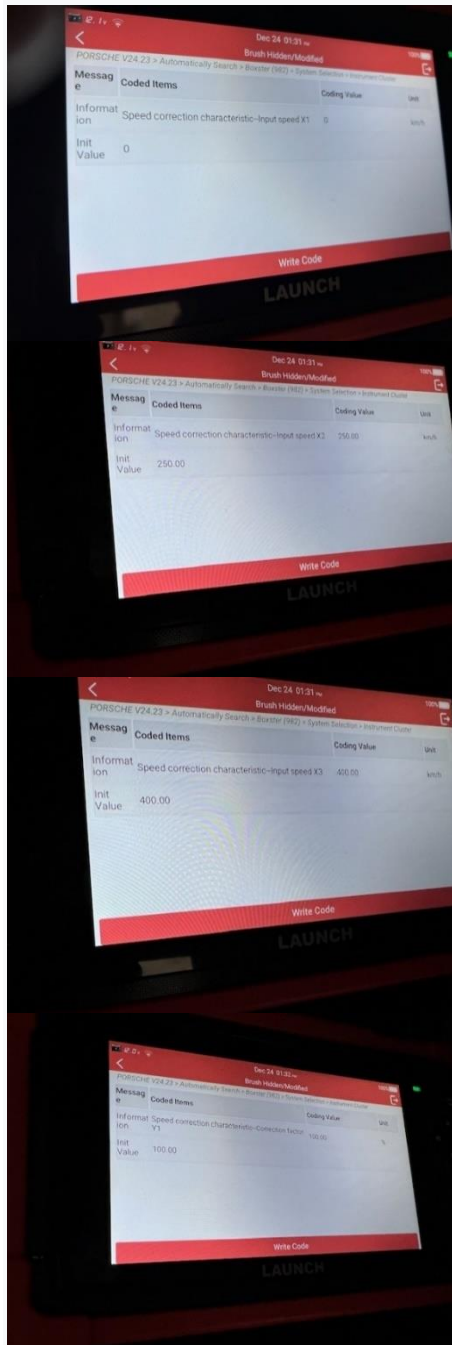 Dec 24 01:31
Brush Hidden/Modified
100%
PORSCHE V24.23 > Automatically Search > Boxster (982) > System Selection > Instrument Cluster
Messag
e
Coded Items
Coding Value
Unit
Informat
ion
Speed correction characteristic-Input speed X1
0
km/h
Init
Value
0
Write Code
LAUNCH
Dec 24 01:31
Brush Hidden/Modified
100%
PORSCHE V24.23 > Automatically Search > Boxster (982) > System Selection > Instrument Cluster
Messag
e
Coded Items
Coding Value
Unit
Informat
ion
Speed correction characteristic-Input speed X2
250.00
km/h
Init
Value
250.00
Write Code
LAUNCH
Dec 24 01:31
Brush Hidden/Modified
100%
PORSCHE V24.23 > Automatically Search > Boxster (982) > System Selection > Instrument Cluster
Messag
e
Coded Items
Coding Value
Unit
Informat
ion
Speed correction characteristic-Input speed X3
400.00
km/h
Init
Value
400.00
Write Code
LAUNCH
Dec 24 01:32
Brush Hidden/Modified
PORSCHE V24.23 > Automatically Search > Boxster (982) > System Selection > Instrument Cluster
Messag
e
Coded Items
Coding Value
Unit
Informat
ion
Speed correction characteristic-Correction factor
Y1
100.00
%
Init
Value
100.00
Write Code
LAUNCH